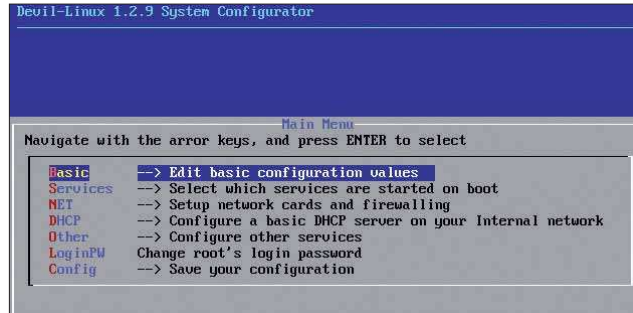 Devil-Linux 1.2.9 System Configurator
Main Menu
Navigate with the arror keys, and press ENTER to select
Basic --> Edit basic configuration values
Services --> Select which services are started on boot
NET --> Setup network cards and firewalling
DHCP --> Configure a basic DHCP server on your Internal network
Other --> Configure other services
LoginPW Change root's login password
Config --> Save your configuration